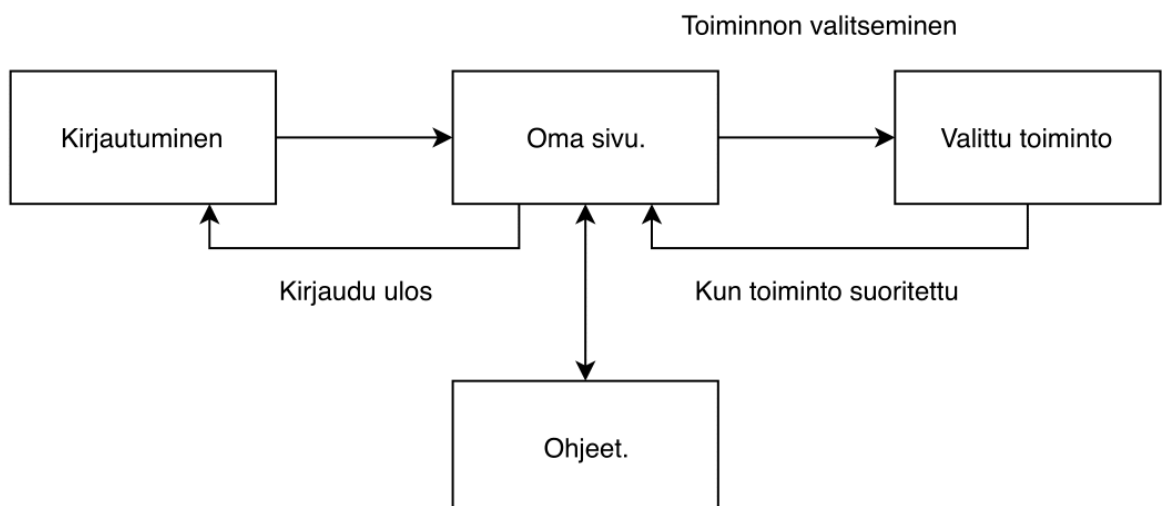 Toiminnon valitseminen
Kirjautuminen
Oma sivu.
Valittu toiminto
Kirjaudu ulos
Kun toiminto suoritettu
Ohjeet.